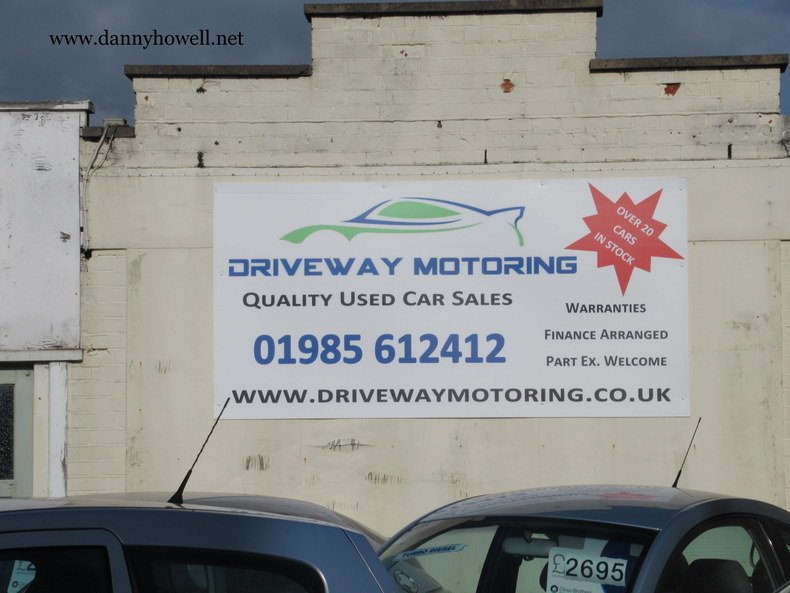 www.dannyhowell.net
OVER 20
CARS
IN STOCK
DRIVEWAY MOTORING
QUALITY USED CAR SALES
01985 612412
WARRANTIES
FINANCE ARRANGED
PART EX. WELCOME
WWW.DRIVEWAYMOTORING.CO.UK
TURBO DIESEL
£2695
£2